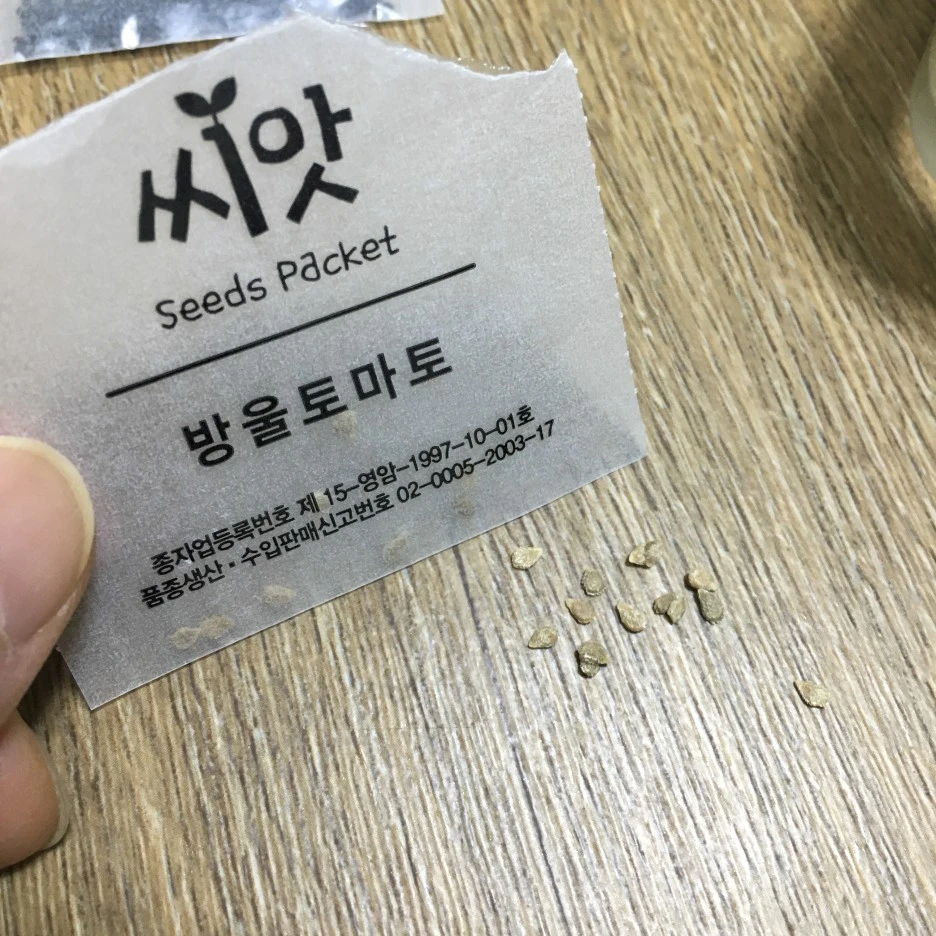 씨앗
Seeds Packet
방울토마토
종자업등록번호 제 15-영암-1997-10-01호
품종생산·수입판매신고번호 02-0005-2003-17